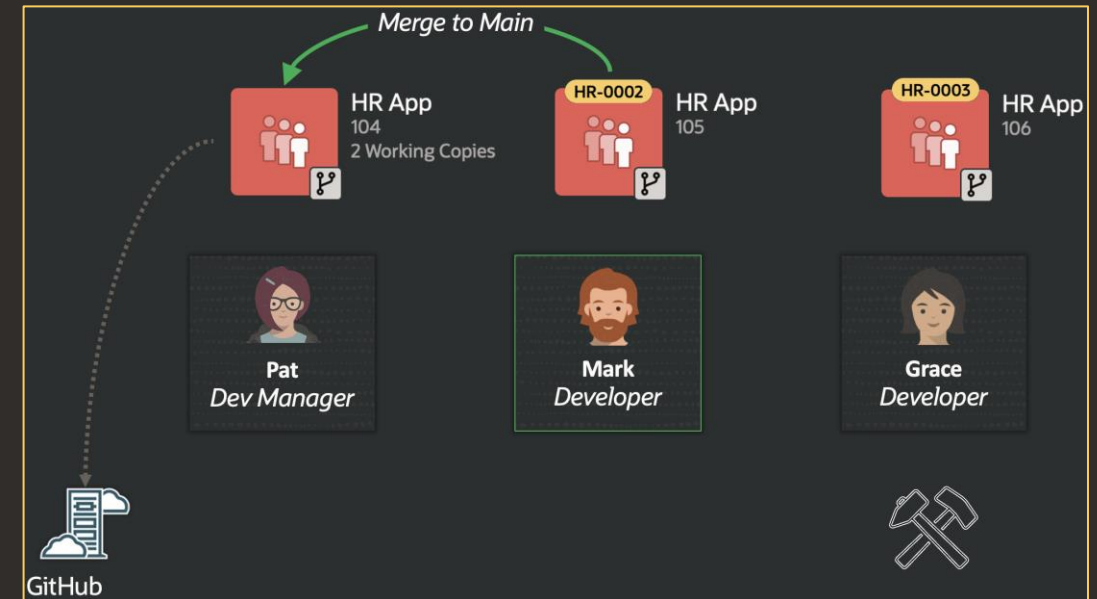 Merge to Main
HR App
104
2 Working Copies
HR-0002
HR App
105
HR-0003
HR App
106
Pat
Dev Manager
Mark
Developer
Grace
Developer
GitHub